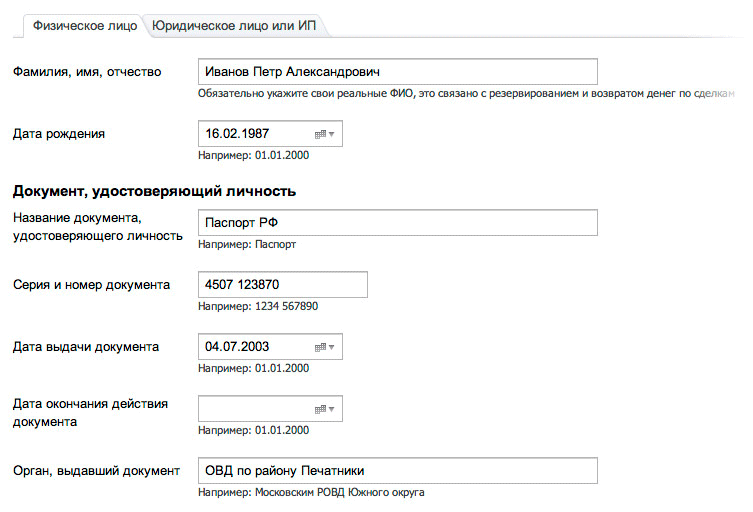 Физическое лицо Юридическое лицо или ИП
Фамилия, имя, отчество Иванов Петр Александрович
Обязательно укажите свои реальные ФИО, это связано с резервированием и возвратом денег по сделкам
Дата рождения 16.02.1987
Например: 01.01.2000
Документ, удостоверяющий личность
Название документа,
удостоверяющего личность Паспорт РФ
Например: Паспорт
Серия и номер документа 4507 123870
Например: 1234 567890
Дата выдачи документа 04.07.2003
Например: 01.01.2000
Дата окончания действия
документа
Например: 01.01.2000
Орган, выдавший документ ОВД по району Печатники
Например: Московским РОВД Южного округа